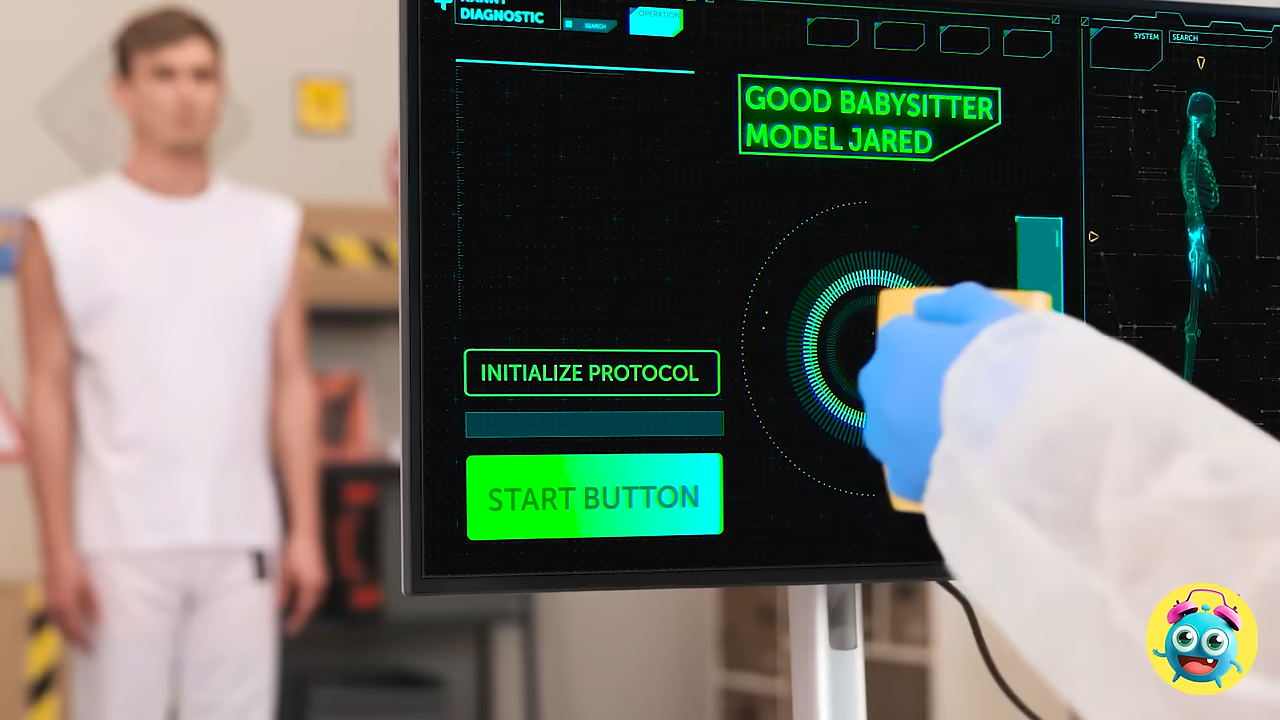 DIAGNOSTIC
SEARCH
OPERATION
GOOD BABYSITTER
MODEL JARED
INITIALIZE PROTOCOL
START BUTTON
SYSTEM
SEARCH